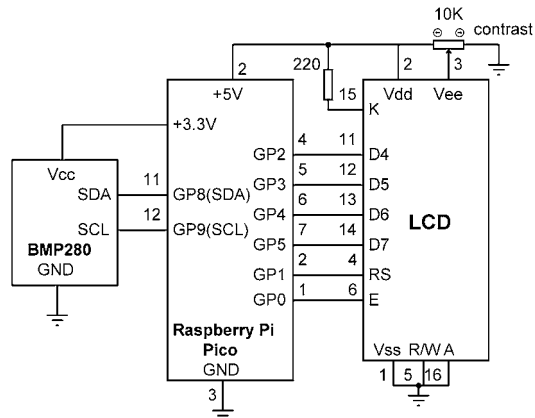 10K
contrast
2
220
2
3
+5V
15
Vdd
Vee
K
+3.3V
4
11
GP2
D4
Vcc
5
12
GP3
D5
SDA
11
GP8(SDA)
6
13
GP4
D6
LCD
SCL
12
GP9(SCL)
7
14
GP5
D7
BMP280
GND
2
4
GP1
RS
1
6
GP0
E
Raspberry Pi
Pico
GND
3
Vss R/W A
1 5 16